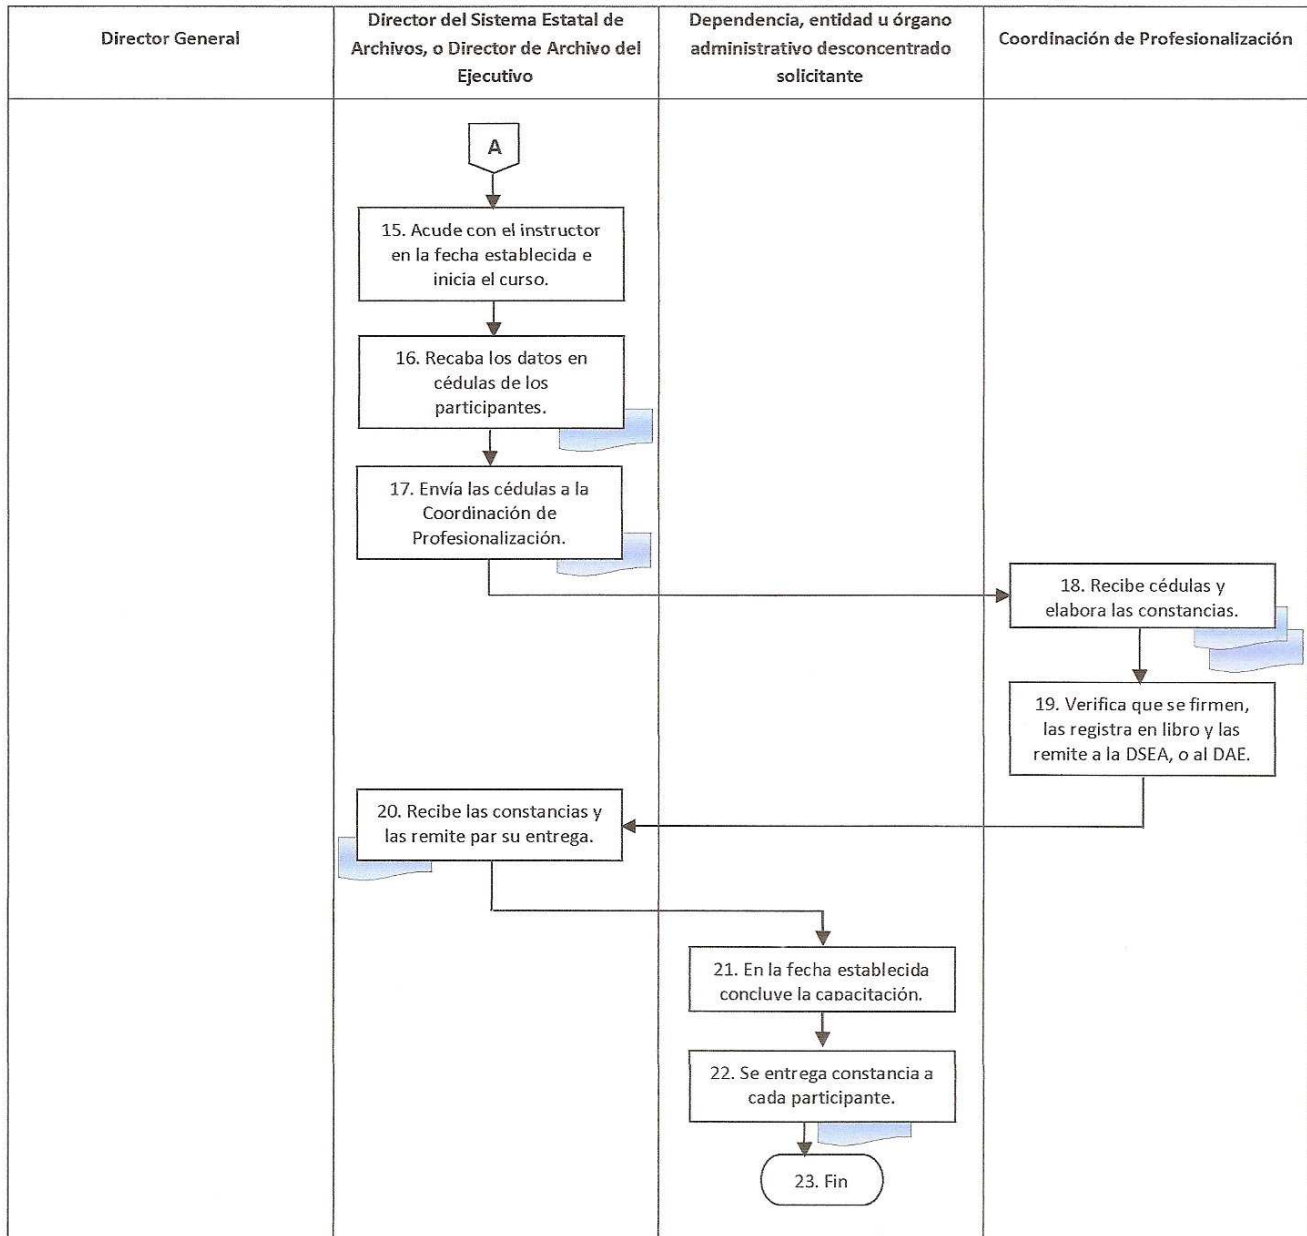 Director General
Director del Sistema Estatal de
Archivos, o Director de Archivo del
Ejecutivo
Dependencia, entidad u órgano
administrativo desconcentrado
solicitante
Coordinación de Profesionalización
A
15. Acude con el instructor
en la fecha establecida e
inicia el curso.
16. Recaba los datos en
cédulas de los
participantes.
17. Envía las cédulas a la
Coordinación de
Profesionalización.
18. Recibe cédulas y
elabora las constancias.
19. Verifica que se firmen,
las registra en libro y las
remite a la DSEA, o al DAE.
20. Recibe las constancias y
las remite par su entrega.
21. En la fecha establecida
concluye la capacitación.
22. Se entrega constancia a
cada participante.
23. Fin